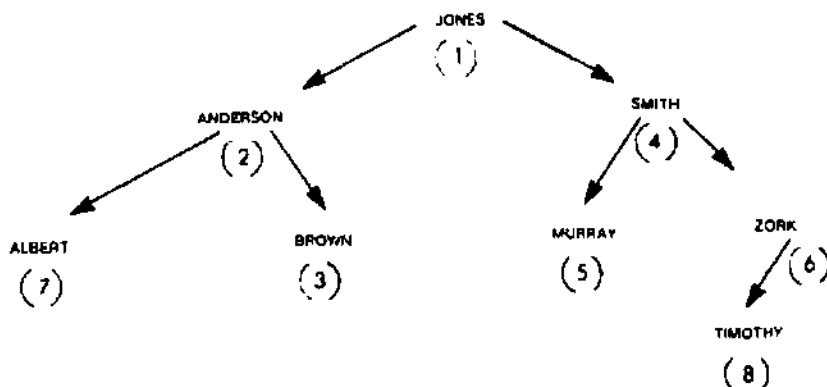 JONES
(1)
ANDERSON
(2)
SMITH
(4)
ALBERT
(7)
BROWN
(3)
MURRAY
(5)
ZORK
(6)
TIMOTHY
(8)